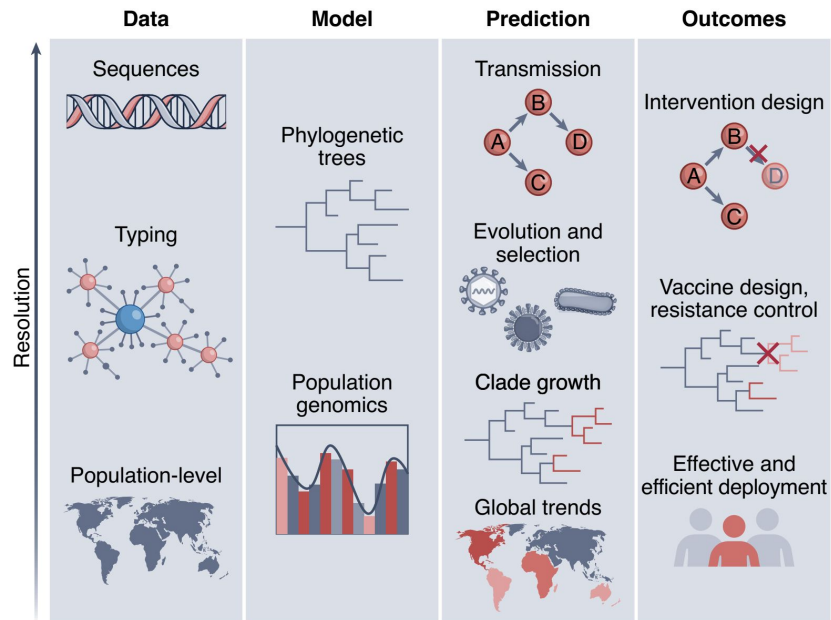 Data
Model
Prediction
Outcomes
Resolution
Sequences
Typing
Population-level
Phylogenetic
trees
Population
genomics
Transmission
A
B
C
D
Evolution and
selection
Clade growth
Global trends
Intervention design
A
B
C
D
Vaccine design,
resistance control
Effective and
efficient deployment